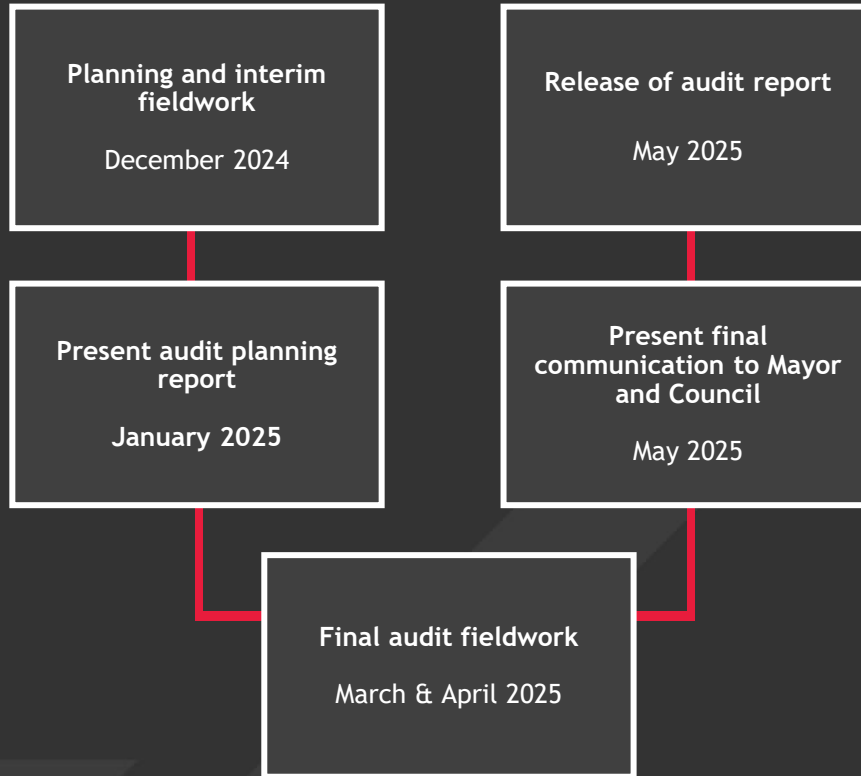 Planning and interim
fieldwork
December 2024
Present audit planning
report
January 2025
Final audit fieldwork
March & April 2025
Present final
communication to Mayor
and Council
May 2025
Release of audit report
May 2025